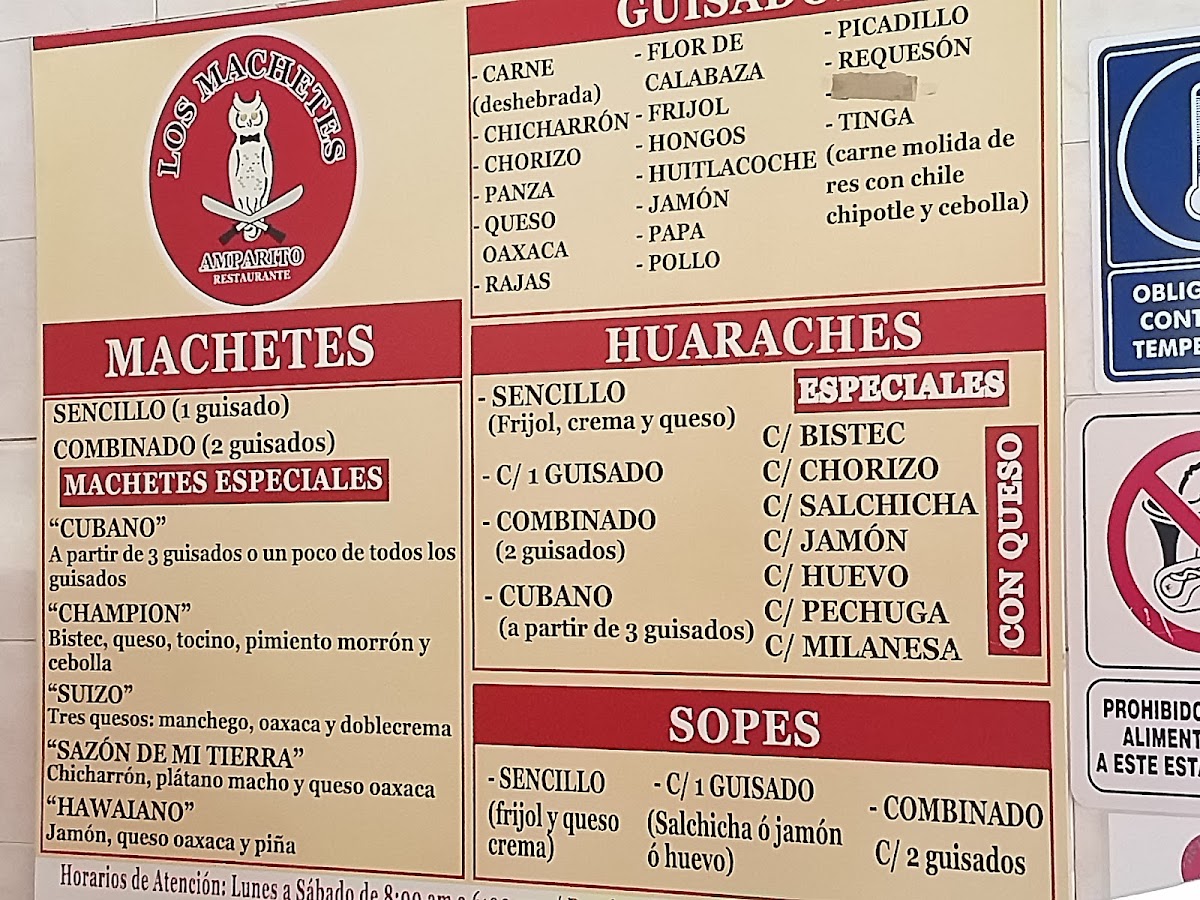 LOS MACHETES
AMPARITO
RESTAURANTE
MACHETES
SENCILLO (1 guisado)
COMBINADO (2 guisados)
MACHETES ESPECIALES
“CUBANO”
A partir de 3 guisados o un poco de todos los
guisados
“CHAMPION”
Bistec, queso, tocino, pimiento morrón y
cebolla
“SUIZO”
Tres quesos: manchego, oaxaca y doblecrema
“SAZÓN DE MI TIERRA”
Chicharrón, plátano macho y queso oaxaca
“HAWAIANO”
Jamón, queso oaxaca y piña
Horarios de Atención: Lunes a Sábado de 8:00 am a
- CARNE
(deshebrada)
- CHICHARRÓN
- CHORIZO
- PANZA
- QUESO
OAXACA
- RAJAS
- FLOR DE
CALABAZA
- FRIJOL
- HONGOS
- HUITLACOCHE
- JAMÓN
- PAPA
- POLLO
- PICADILLO
- REQUESÓN
-
- TINGA
(carne molida de
res con chile
chipotle y cebolla)
HUARACHES
- SENCILLO
(Frijol, crema y queso)
- C/ 1 GUISADO
- COMBINADO
(2 guisados)
- CUBANO
(a partir de 3 guisados)
ESPECIALES
C/ BISTEC
C/ CHORIZO
C/ SALCHICHA
C/ JAMÓN
C/ HUEVO
C/ PECHUGA
C/ MILANESA
CON QUESO
SOPES
- SENCILLO
(frijol y queso
crema)
- C/ 1 GUISADO
(Salchicha ó jamón
ó huevo)
- COMBINADO
C/ 2 guisados
OBLIG
CONT
TEMPE
PROHIBIDO
ALIMENT
A ESTE EST